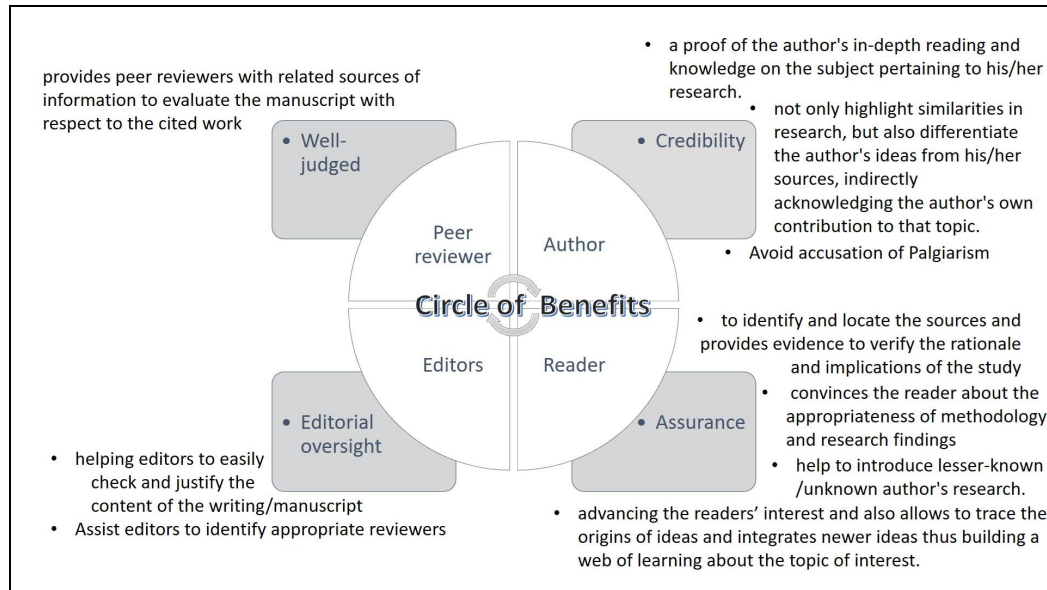 provides peer reviewers with related sources of
information to evaluate the manuscript with
respect to the cited work
• Well-
judged
Peer
reviewer
• a proof of the author's in-depth reading and
knowledge on the subject pertaining to his/her
research.
• not only highlight similarities in
research, but also differentiate
the author's ideas from his/her
sources, indirectly
acknowledging the author's own
contribution to that topic.
• Avoid accusation of Palgiarism
• Credibility
Author
Circle of Benefits
Editors
• Editorial
oversight
• helping editors to easily
check and justify the
content of the writing/manuscript
• Assist editors to identify appropriate reviewers
Reader
• Assurance
• to identify and locate the sources and
provides evidence to verify the rationale
and implications of the study
• convinces the reader about the
appropriateness of methodology
and research findings
• help to introduce lesser-known
/unknown author's research.
• advancing the readers’ interest and also allows to trace the
origins of ideas and integrates newer ideas thus building a
web of learning about the topic of interest.